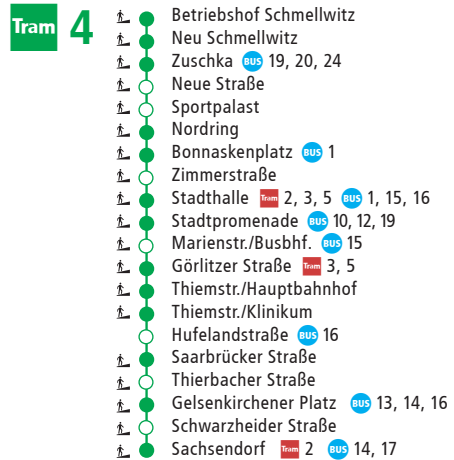 Tram 4
Betriebshof Schmellwitz
Neu Schmellwitz
Zuschka BUS 19, 20, 24
Neue Straße
Sportpalast
Nordring
Bonnaskenplatz BUS 1
Zimmerstraße
Stadthalle Tram 2, 3, 5 BUS 1, 15, 16
Stadtpromenade BUS 10, 12, 19
Marienstr./Busbhf. BUS 15
Görlitzer Straße Tram 3, 5
Thiemstr./Hauptbahnhof
Thiemstr./Klinikum
Hufelandstraße BUS 16
Saarbrücker Straße
Thierbacher Straße
Gelsenkirchener Platz BUS 13, 14, 16
Schwarzheider Straße
Sachsendorf Tram 2 BUS 14, 17